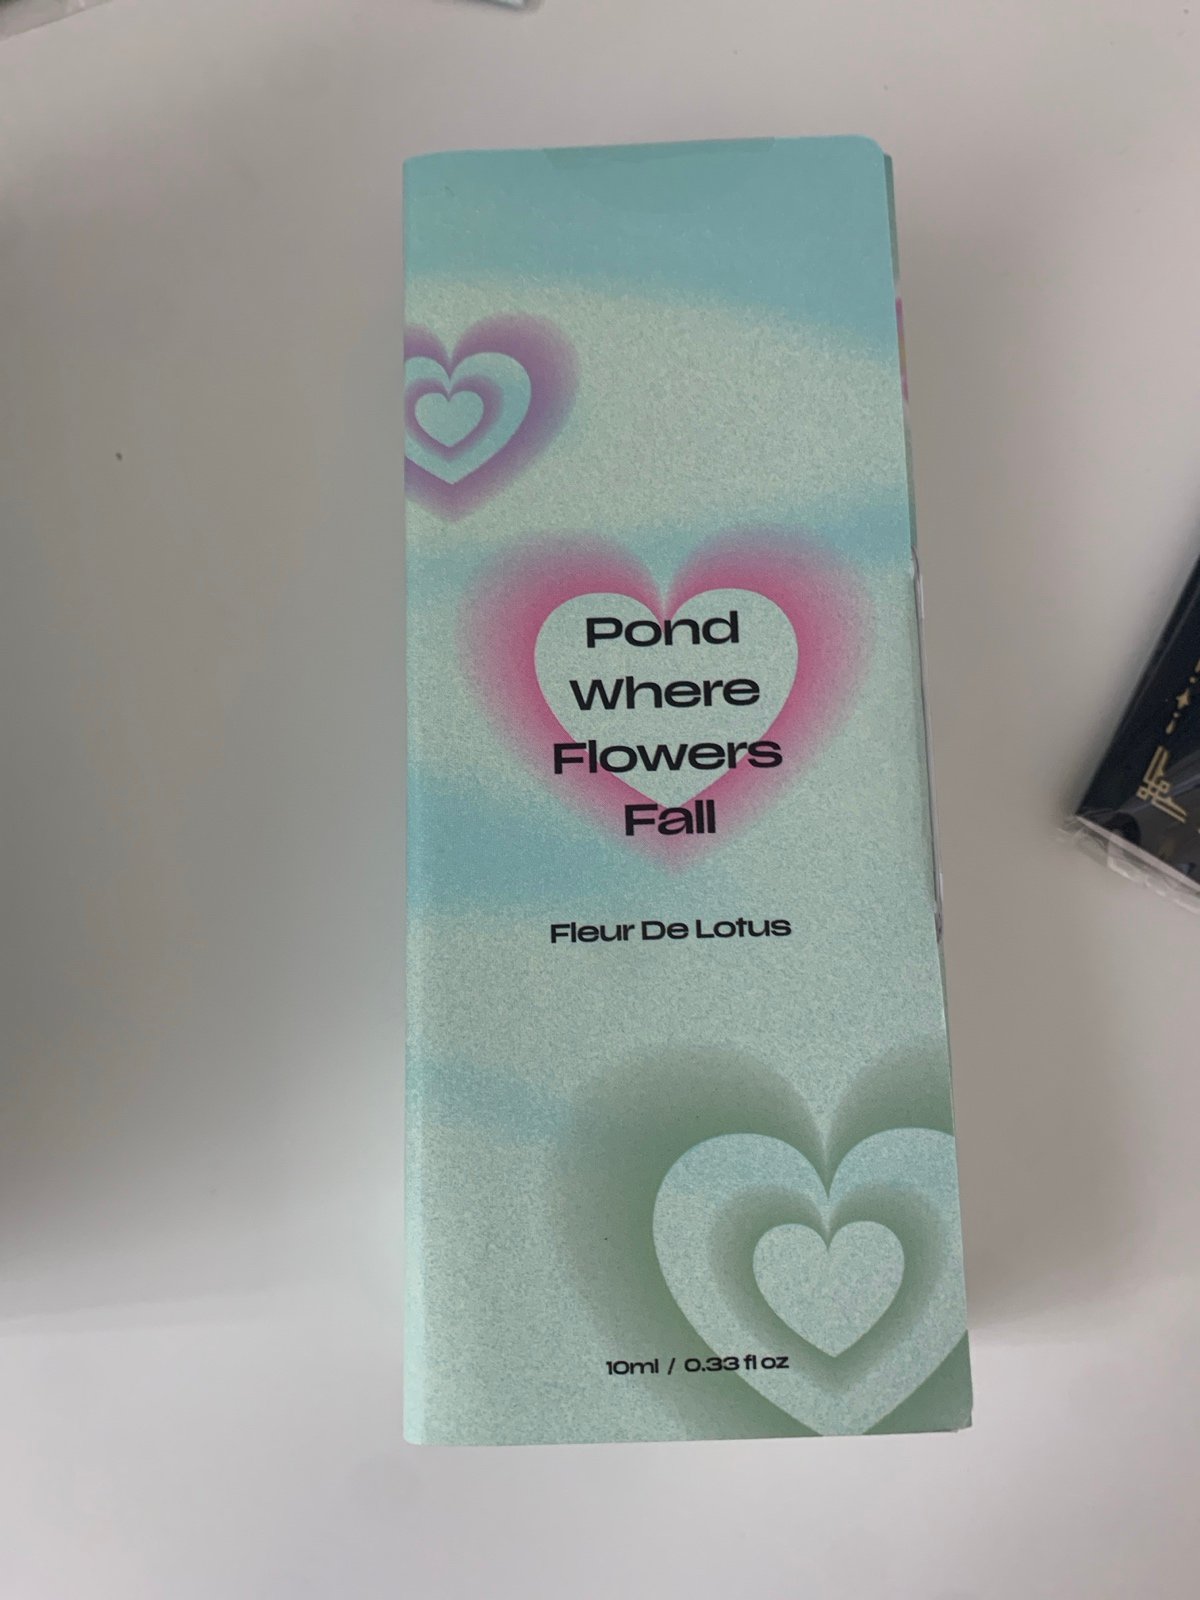 Pond
Where
Flowers
Fall
Fleur De Lotus
10ml / 0.33 fl oz